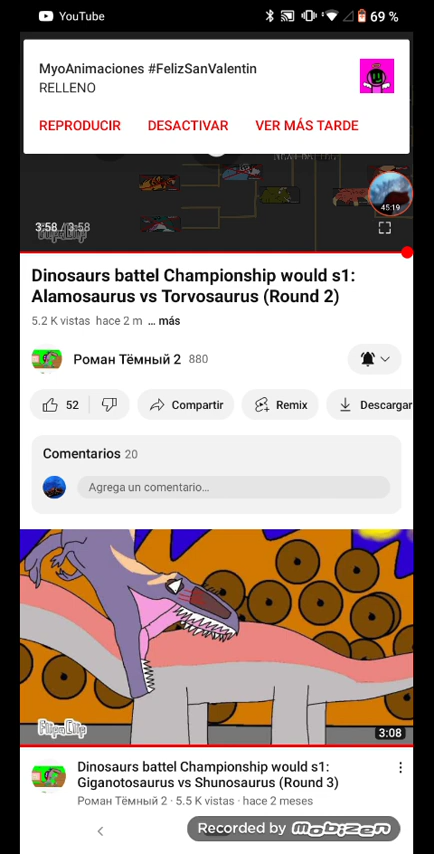 YouTube
69 %
MyoAnimaciones #FelizSanValentin
RELLENO
REPRODUCIR DESACTIVAR VER MÁS TARDE
45:19
3:58 / 3:58
FlipaClip
Dinosaurs battel Championship would s1:
Alamosaurus vs Torvosaurus (Round 2)
5.2 K vistas hace 2 m ... más
Роман Тёмный 2 880
52 Compartir Remix Descargar
Comentarios 20
Agrega un comentario...
FlipaClip
3:08
Dinosaurs battel Championship would s1:
Giganotosaurus vs Shunosaurus (Round 3)
Роман Тёмный 2 · 5.5 K vistas · hace 2 meses
Recorded by mobizen